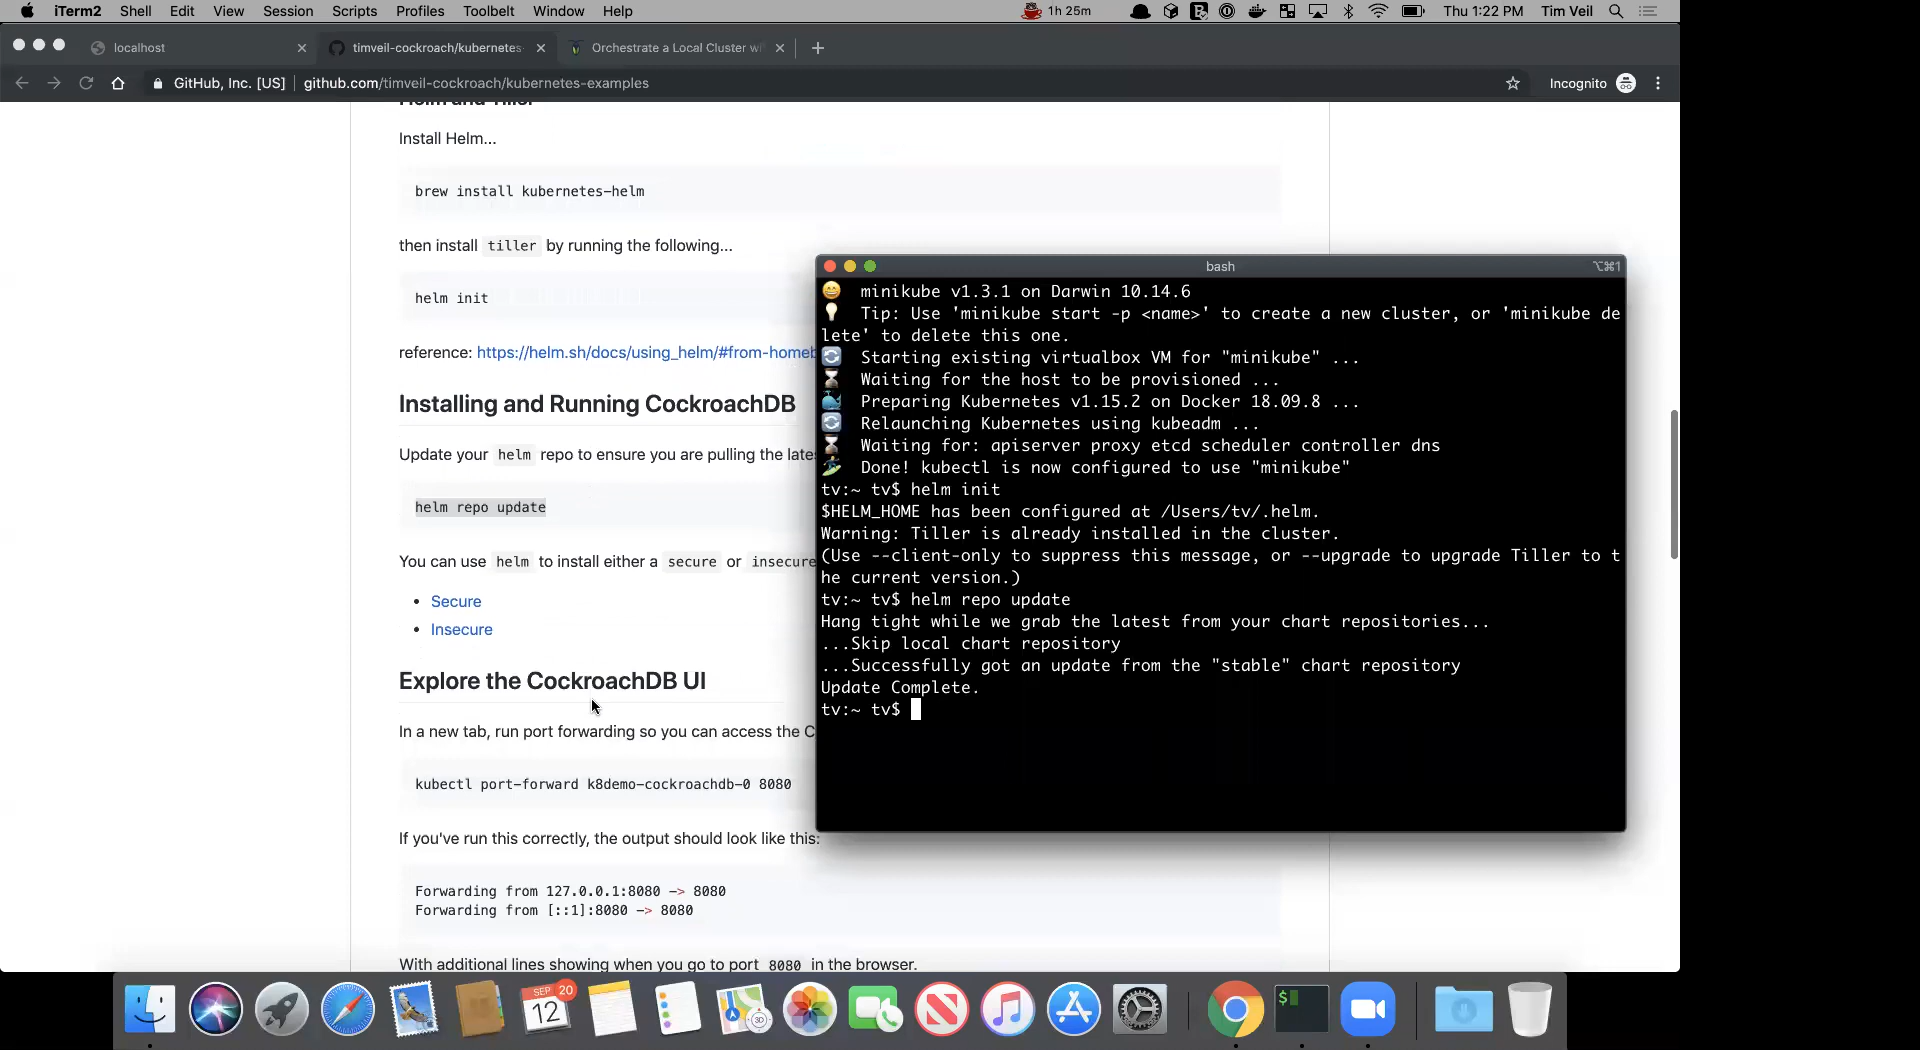 iTerm2 Shell Edit View Session Scripts Profiles Toolbelt Window Help 1h 25m Thu 1:22 PM Tim Veil
localhost timveil-cockroach/kubernetes- Orchestrate a Local Cluster wi
GitHub, Inc. [US] github.com/timveil-cockroach/kubernetes-examples Incognito
Helm and Tiller
Install Helm...
brew install kubernetes-helm
then install tiller by running the following...
helm init
reference: https://helm.sh/docs/using_helm/#from-homeb
Installing and Running CockroachDB
Update your helm repo to ensure you are pulling the lates
helm repo update
You can use helm to install either a secure or insecure
• Secure
• Insecure
Explore the CockroachDB UI
In a new tab, run port forwarding so you can access the C
kubectl port-forward k8demo-cockroachdb-0 8080
If you've run this correctly, the output should look like this:
Forwarding from 127.0.0.1:8080 -> 8080
Forwarding from [::1]:8080 -> 8080
With additional lines showing when you go to port 8080 in the browser.
bash ⌥⌘1
minikube v1.3.1 on Darwin 10.14.6
Tip: Use 'minikube start -p <name>' to create a new cluster, or 'minikube de
lete' to delete this one.
Starting existing virtualbox VM for "minikube" ...
Waiting for the host to be provisioned ...
Preparing Kubernetes v1.15.2 on Docker 18.09.8 ...
Relaunching Kubernetes using kubeadm ...
Waiting for: apiserver proxy etcd scheduler controller dns
Done! kubectl is now configured to use "minikube"
tv:~ tv$ helm init
$HELM_HOME has been configured at /Users/tv/.helm.
Warning: Tiller is already installed in the cluster.
(Use --client-only to suppress this message, or --upgrade to upgrade Tiller to t
he current version.)
tv:~ tv$ helm repo update
Hang tight while we grab the latest from your chart repositories...
...Skip local chart repository
...Successfully got an update from the "stable" chart repository
Update Complete.
tv:~ tv$
SEP 20
12
3D
$